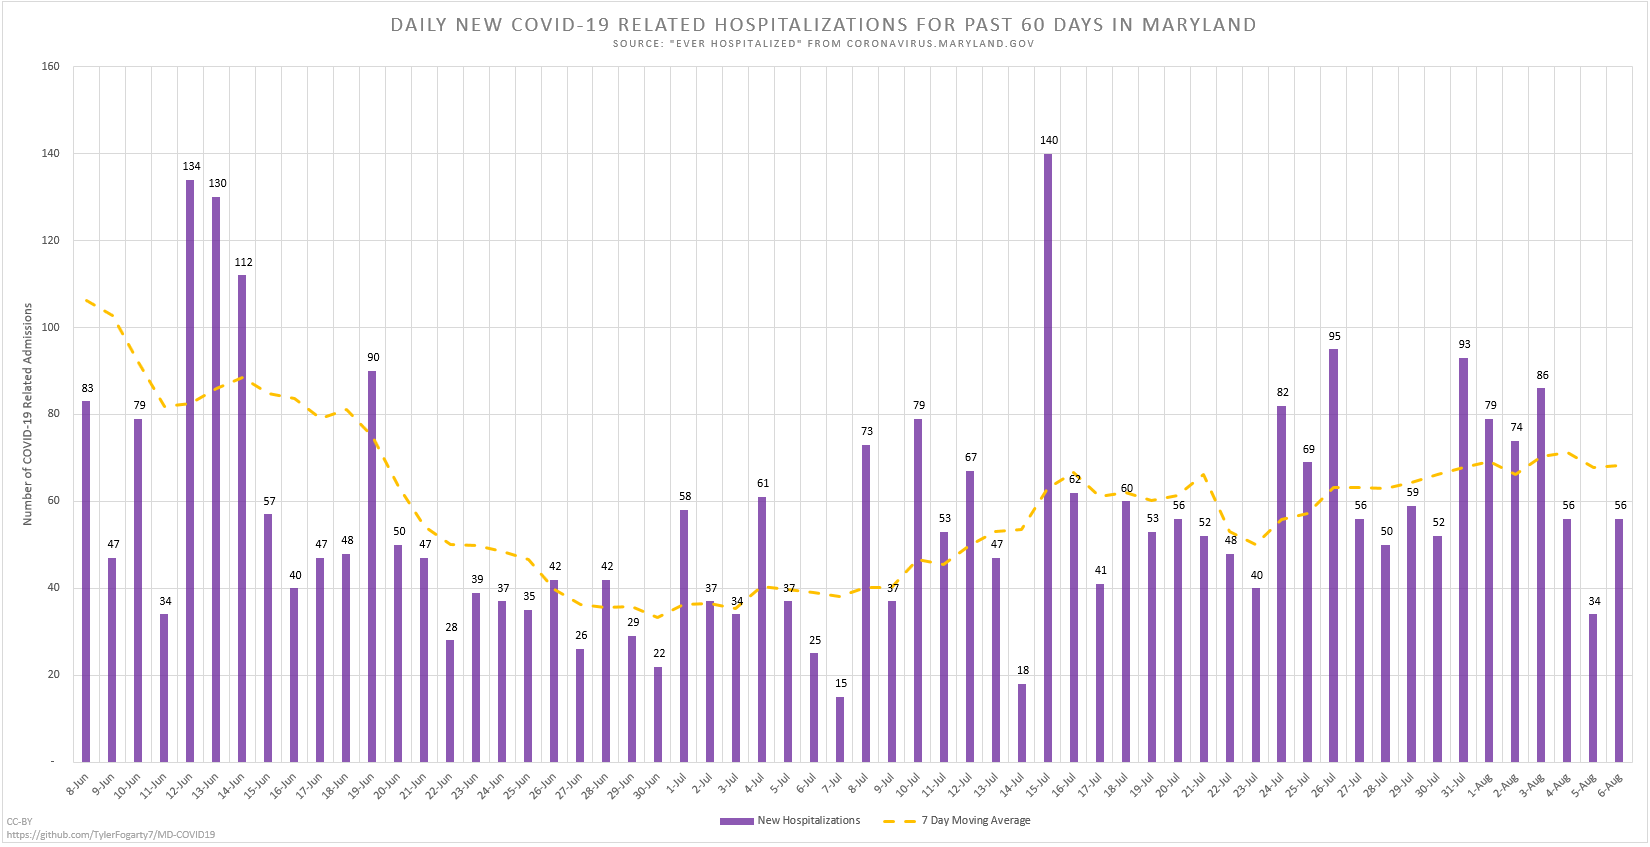 DAILY NEW COVID-19 RELATED HOSPITALIZATIONS FOR PAST 60 DAYS IN MARYLAND
SOURCE: "EVER HOSPITALIZED" FROM CORONAVIRUS.MARYLAND.GOV
Number of COVID-19 Related Admissions
160
140
120
100
80
60
40
20
-
83
47
79
34
134
130
112
57
40
47
48
90
50
47
28
39
37
35
42
26
42
29
22
58
37
34
61
37
25
15
73
37
79
53
67
47
18
140
62
41
60
53
56
52
48
40
82
69
95
56
50
59
52
93
79
74
86
56
34
56
8-Jun
9-Jun
10-Jun
11-Jun
12-Jun
13-Jun
14-Jun
15-Jun
16-Jun
17-Jun
18-Jun
19-Jun
20-Jun
21-Jun
22-Jun
23-Jun
24-Jun
25-Jun
26-Jun
27-Jun
28-Jun
29-Jun
30-Jun
1-Jul
2-Jul
3-Jul
4-Jul
5-Jul
6-Jul
7-Jul
8-Jul
9-Jul
10-Jul
11-Jul
12-Jul
13-Jul
14-Jul
15-Jul
16-Jul
17-Jul
18-Jul
19-Jul
20-Jul
21-Jul
22-Jul
23-Jul
24-Jul
25-Jul
26-Jul
27-Jul
28-Jul
29-Jul
30-Jul
31-Jul
1-Aug
2-Aug
3-Aug
4-Aug
5-Aug
6-Aug
New Hospitalizations
7 Day Moving Average
CC-BY
https://github.com/TylerFogarty7/MD-COVID19